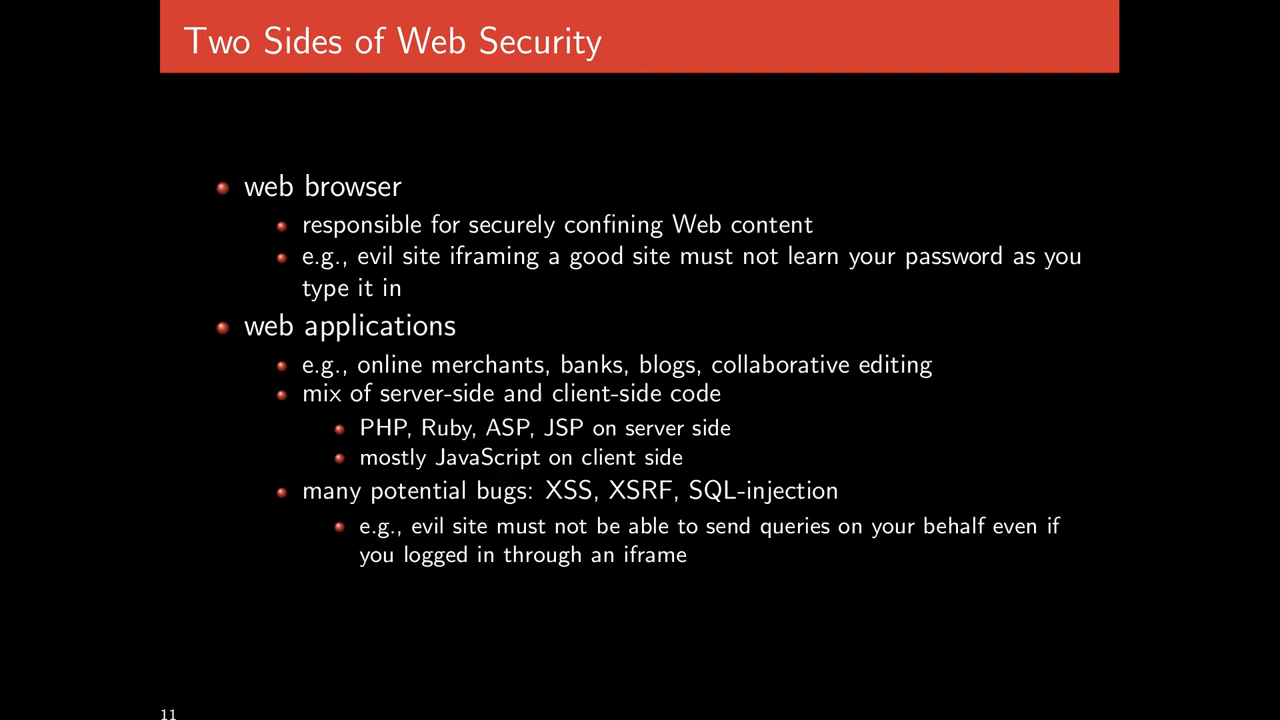 Two Sides of Web Security
web browser
responsible for securely confining Web content
e.g., evil site iframing a good site must not learn your password as you
type it in
web applications
e.g., online merchants, banks, blogs, collaborative editing
mix of server-side and client-side code
PHP, Ruby, ASP, JSP on server side
mostly JavaScript on client side
many potential bugs: XSS, XSRF, SQL-injection
e.g., evil site must not be able to send queries on your behalf even if
you logged in through an iframe
11